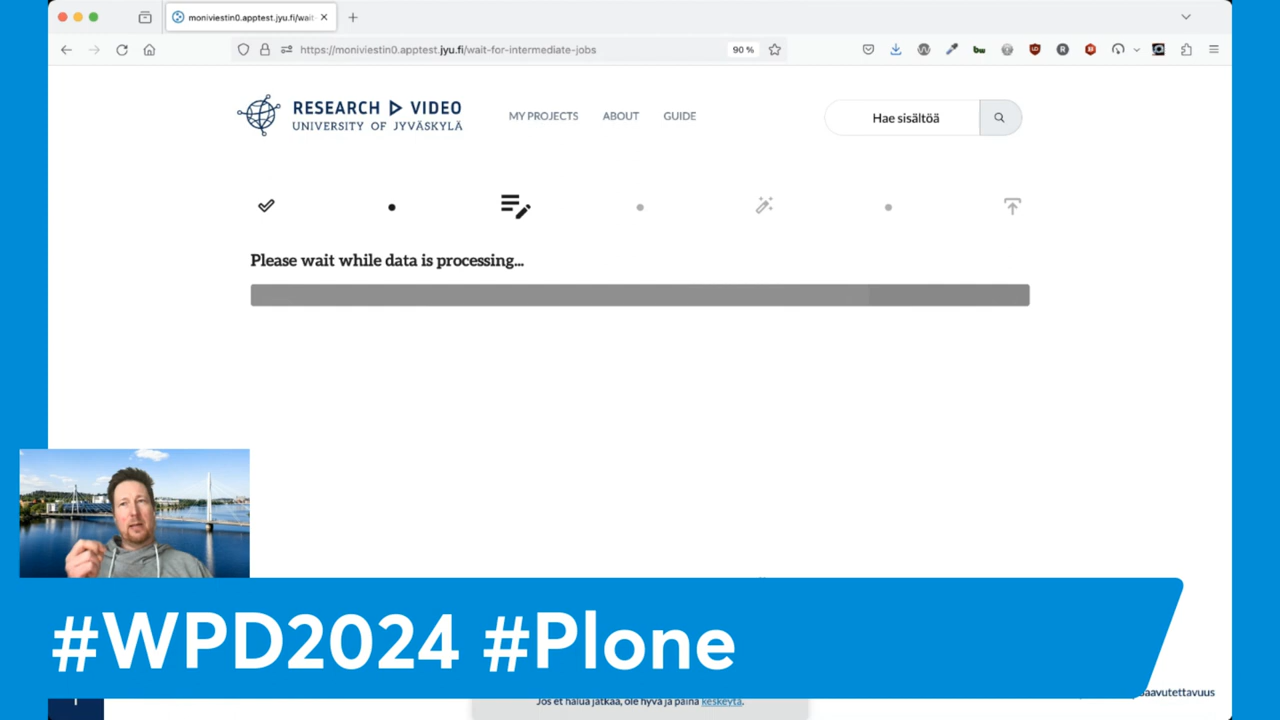 moniviestin0.apptest.jyu.fi/wait-
https://moniviestin0.apptest.jyu.fi/wait-for-intermediate-jobs
90 %
RESEARCH VIDEO
UNIVERSITY OF JYVÄSKYLÄ
MY PROJECTS
ABOUT
GUIDE
Hae sisältöä
Please wait while data is processing...
#WPD2024 #Plone
Jos et halua jatkaa, ole hyvä ja paina keskeytä.